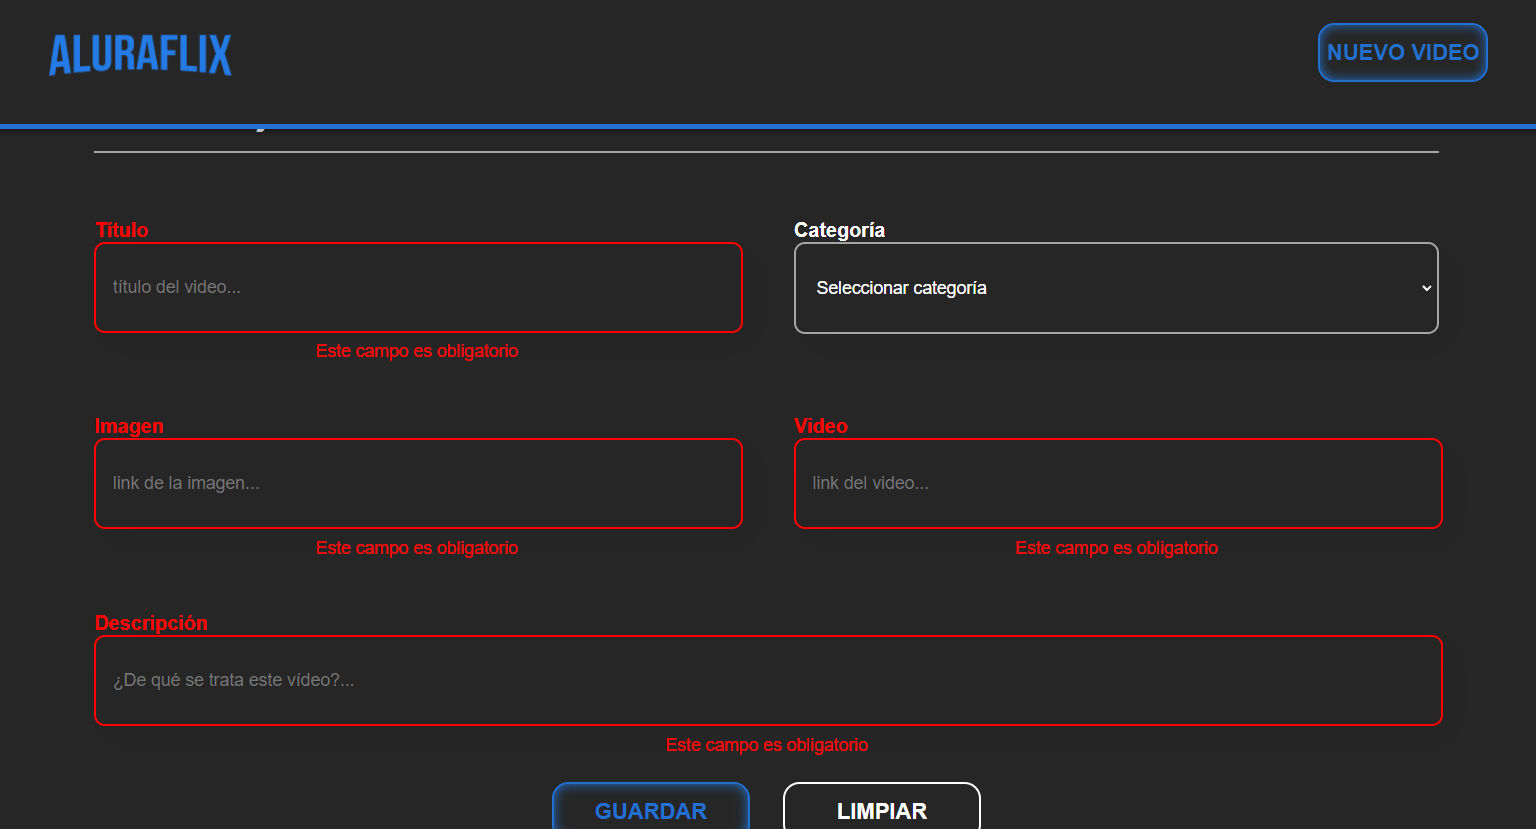 ALURAFLIX
NUEVO VIDEO
Título
Categoría
título del video...
Seleccionar categoría
Este campo es obligatorio
Imagen
Video
link de la imagen...
link del video...
Este campo es obligatorio
Este campo es obligatorio
Descripción
¿De qué se trata este vídeo?...
Este campo es obligatorio
GUARDAR
LIMPIAR